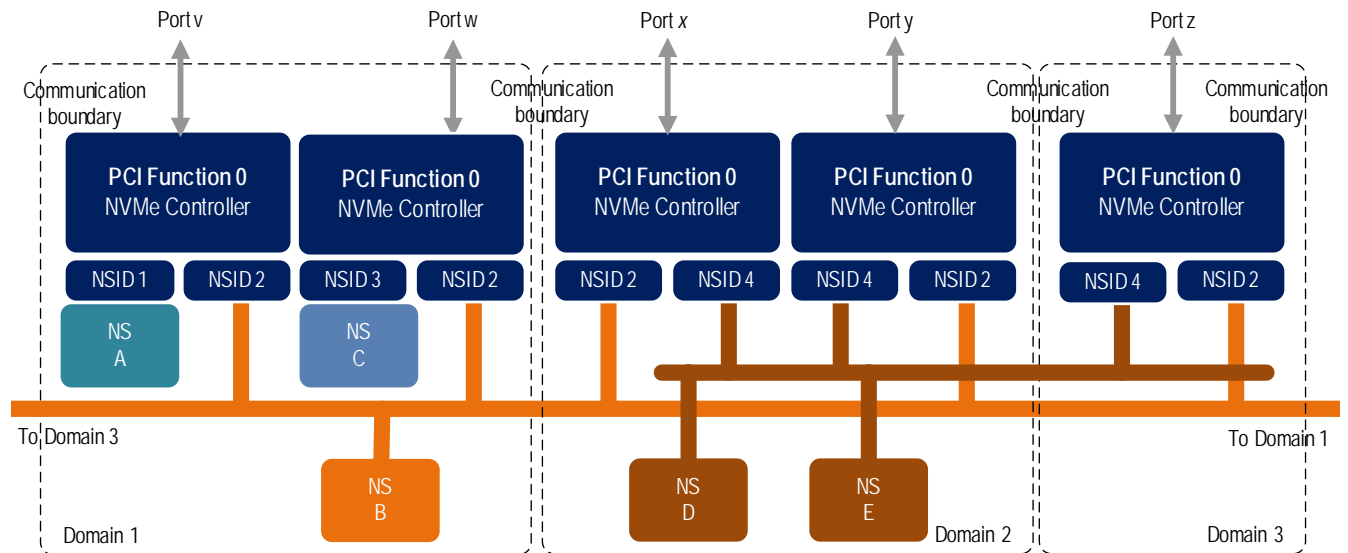 Port v
Port w
Port x
Port y
Port z
Communication
boundary
Communication
boundary
Communication
boundary
Communication
boundary
PCI Function 0
NVMe Controller
PCI Function 0
NVMe Controller
PCI Function 0
NVMe Controller
PCI Function 0
NVMe Controller
PCI Function 0
NVMe Controller
NSID 1
NSID 2
NSID 3
NSID 2
NSID 2
NSID 4
NSID 4
NSID 2
NSID 4
NSID 2
NS
A
NS
C
To Domain 3
To Domain 1
NS
B
NS
D
NS
E
Domain 1
Domain 2
Domain 3